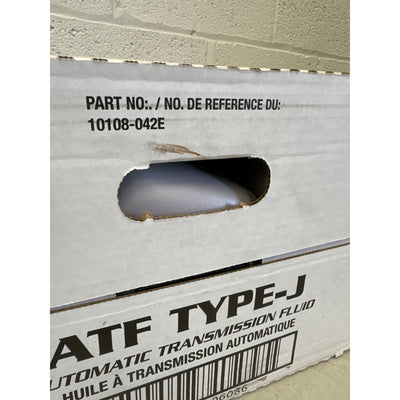 PART NO:. / NO. DE REFERENCE DU:
10108-042E
ATF TYPE-J
AUTOMATIC TRANSMISSION FLUID
HUILE À TRANSMISSION AUTOMATIQUE